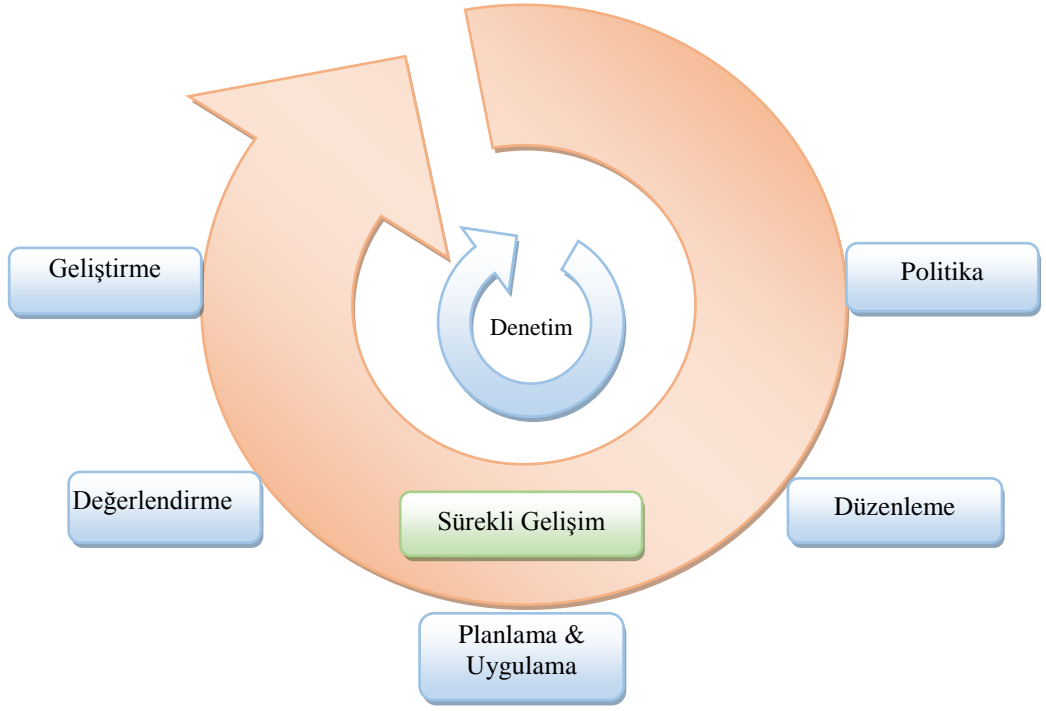 Geliştirme
Politika
Denetim
Değerlendirme
Sürekli Gelişim
Düzenleme
Planlama &
Uygulama